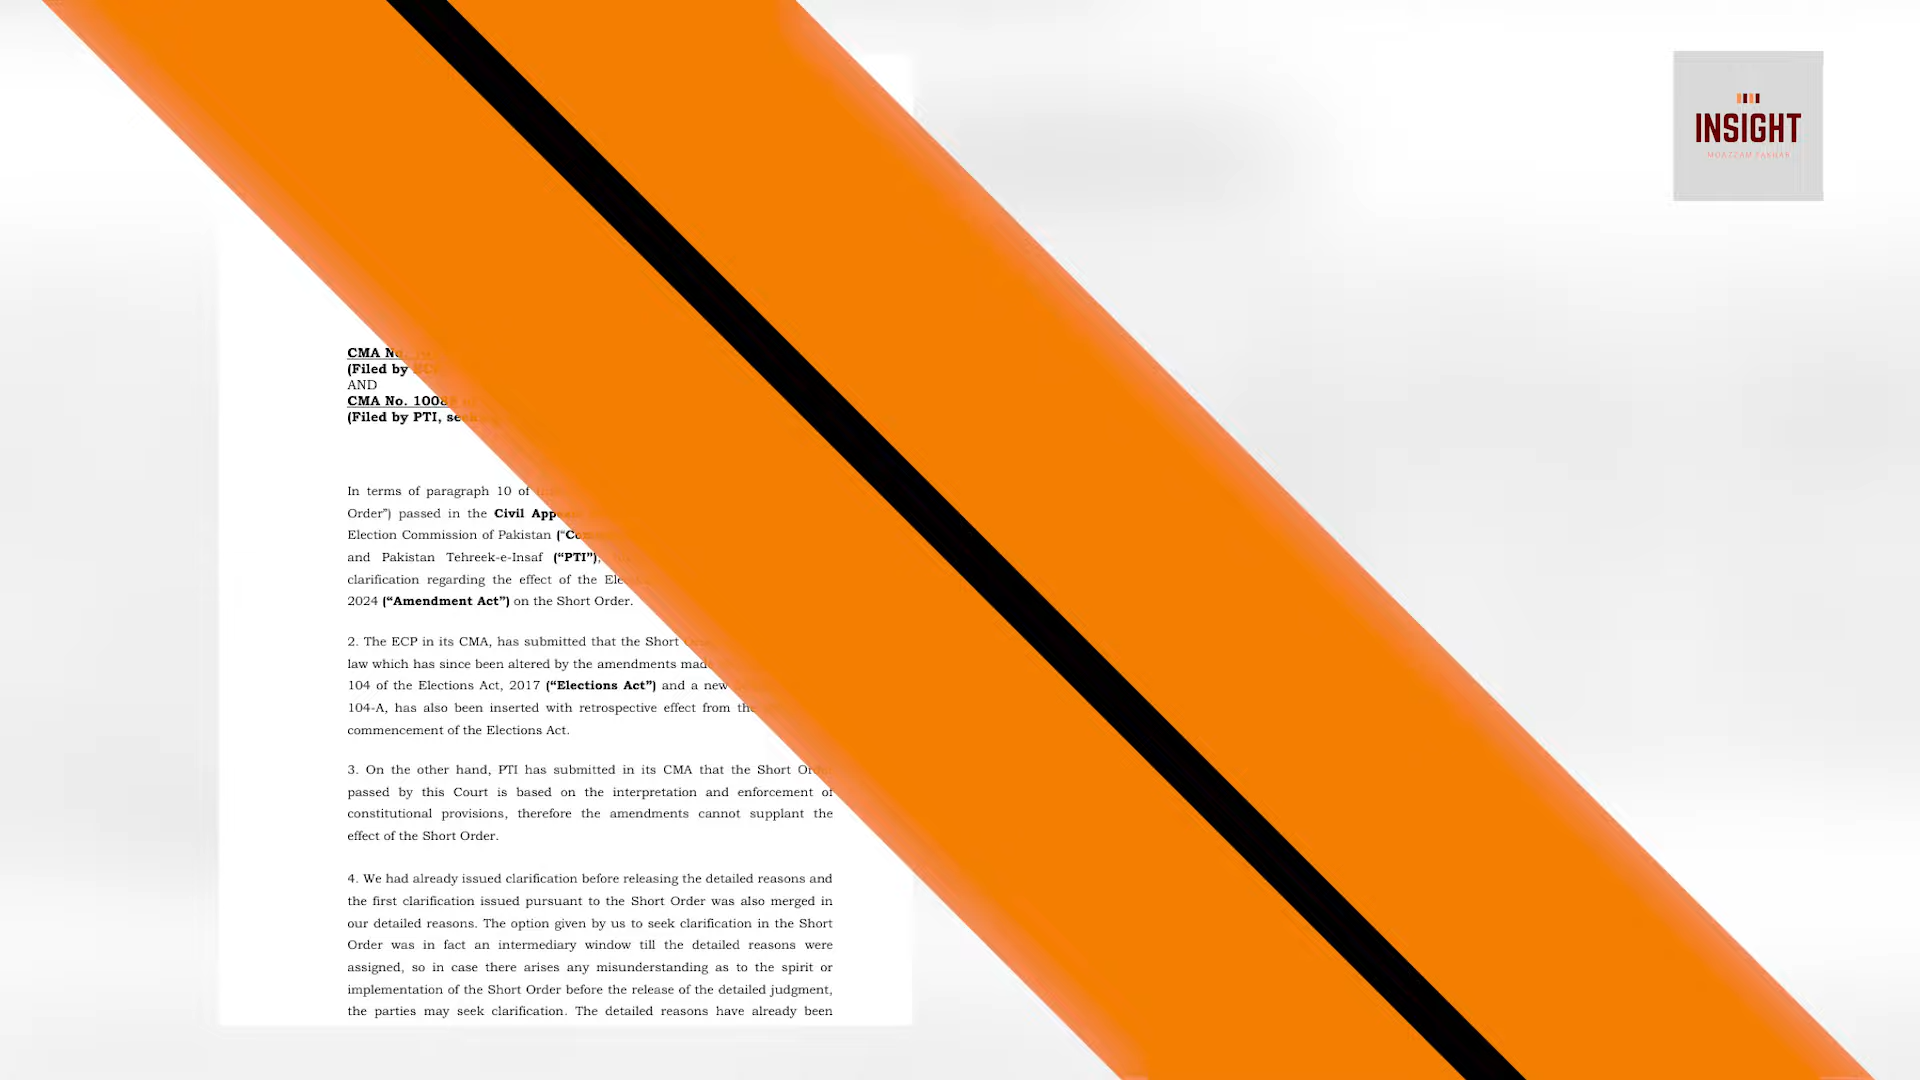 INSIGHT
MOAZZAM FAKHAR
CMA No.
(Filed by
AND
CMA No. 1008
(Filed by PTI,
In terms of paragraph 10 of
Order”) passed in the Civil
Election Commission of Pakistan
and Pakistan Tehreek-e-Insaf (“PTI”),
clarification regarding the effect of the
2024 (“Amendment Act”) on the Short Order.
2. The ECP in its CMA, has submitted that the Short
law which has since been altered by the amendments
104 of the Elections Act, 2017 (“Elections Act”) and a new
104-A, has also been inserted with retrospective effect from the
commencement of the Elections Act.
3. On the other hand, PTI has submitted in its CMA that the Short Order
passed by this Court is based on the interpretation and enforcement of
constitutional provisions, therefore the amendments cannot supplant the
effect of the Short Order.
4. We had already issued clarification before releasing the detailed reasons and
the first clarification issued pursuant to the Short Order was also merged in
our detailed reasons. The option given by us to seek clarification in the Short
Order was in fact an intermediary window till the detailed reasons were
assigned, so in case there arises any misunderstanding as to the spirit or
implementation of the Short Order before the release of the detailed judgment,
the parties may seek clarification. The detailed reasons have already been